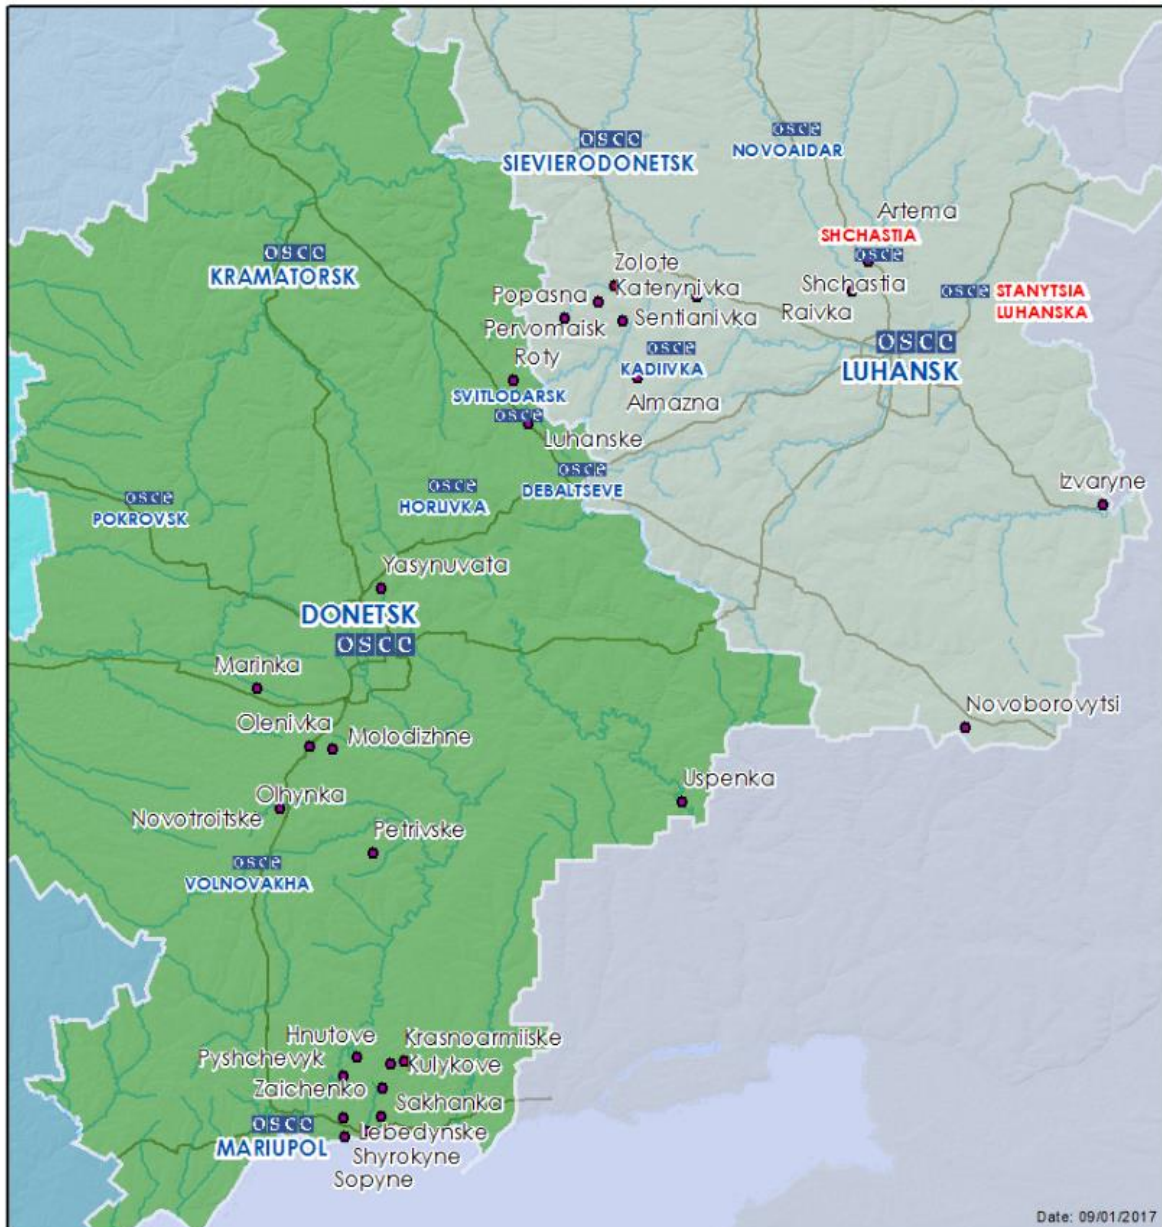 osce
SIEVIERODONETSK
osce
NOVOAIDAR
Artema
SHCHASTIA
osce
osce
KRAMATORSK
Zolote
Katerynivka
Popasna
Pervomaisk
Sentianivka
Shchastia
Raivka
osce
STANYTSIA
LUHANSKA
osce
LUHANSK
osce
KADIIVKA
Almazna
Roty
SVITLODARSK
osce
Luhanske
osce
DEBALTSEVE
osce
HORLIVKA
osce
POKROVSK
Izvaryne
Yasynuvata
DONETSK
osce
Marinka
Olenivka
Molodizhne
Novoborovytsi
Uspenka
Olhynka
Novotroitske
Petrivske
osce
VOLNOVAKHA
Hnutove
Krasnoarmiiske
Pyshchevyk
Kulykove
Zaichenko
Sakhanka
osce
MARIUPOL
Lebedynske
Shyrokyne
Sopyne
Date: 09/01/2017